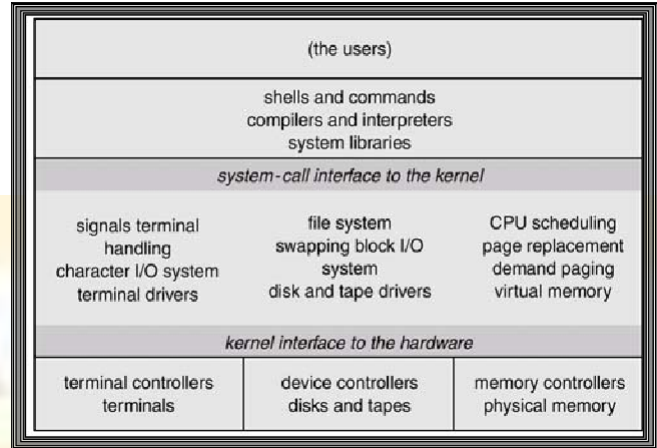 (the users)
shells and commands
compilers and interpreters
system libraries
system-call interface to the kernel
signals terminal
handling
character I/O system
terminal drivers
file system
swapping block I/O
system
disk and tape drivers
CPU scheduling
page replacement
demand paging
virtual memory
kernel interface to the hardware
terminal controllers
terminals
device controllers
disks and tapes
memory controllers
physical memory